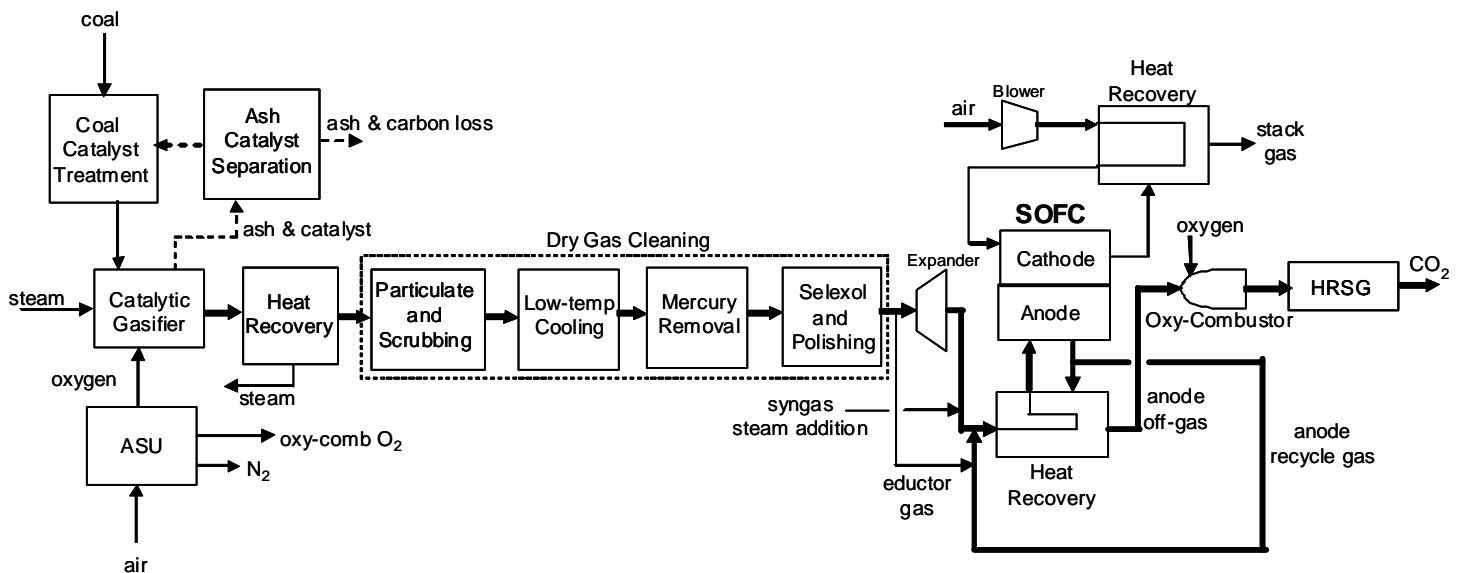 coal
Coal
Catalyst
Treatment
Ash
Catalyst
Separation
ash & carbon loss
ash & catalyst
steam
Catalytic
Gasifier
Heat
Recovery
steam
oxygen
ASU
oxy-comb O2
N2
air
Dry Gas Cleaning
Particulate
and
Scrubbing
Low-temp
Cooling
Mercury
Removal
Selexol
and
Polishing
Expander
syngas
steam addition
eductor
gas
air
Blower
Heat
Recovery
stack
gas
SOFC
Cathode
Anode
Heat
Recovery
oxygen
Oxy-Combustor
HRSG
CO2
anode
off-gas
anode
recycle gas